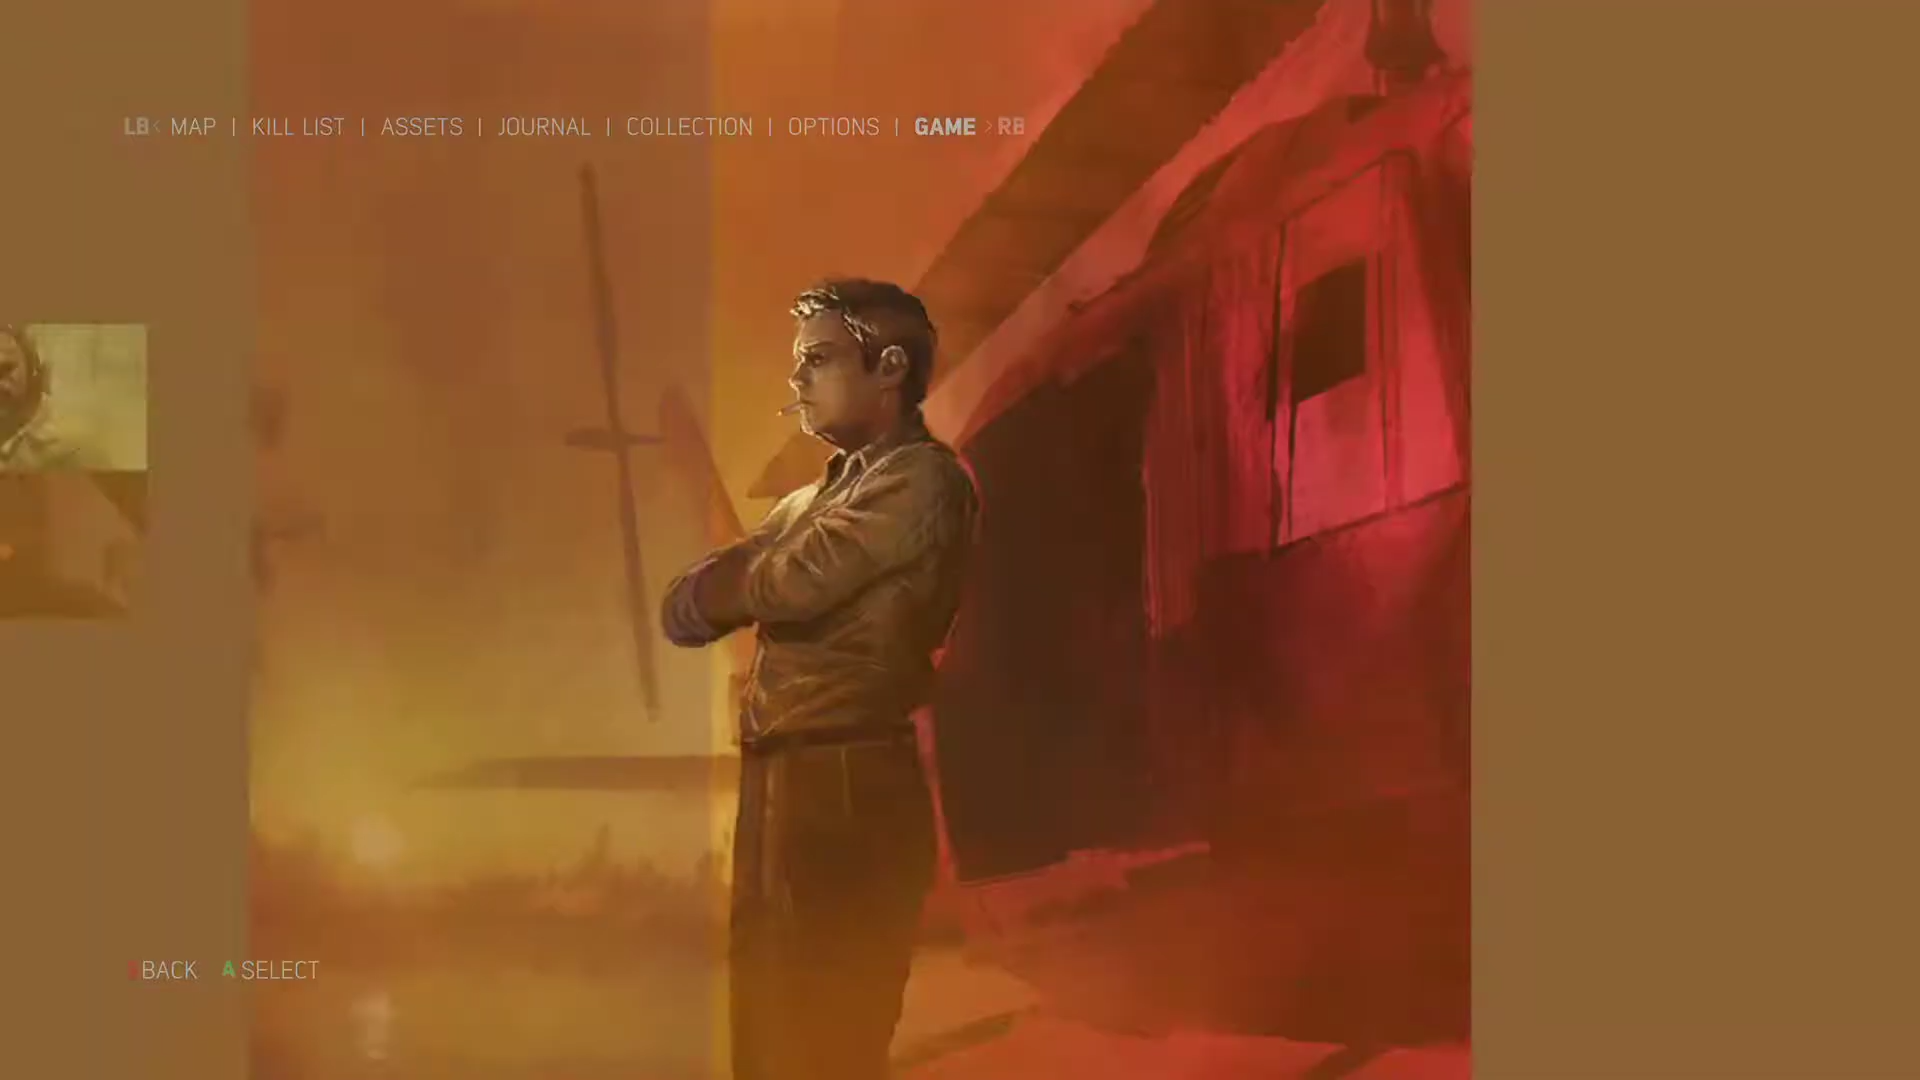 LB< MAP | KILL LIST | ASSETS | JOURNAL | COLLECTION | OPTIONS | GAME >RB
BACK A SELECT